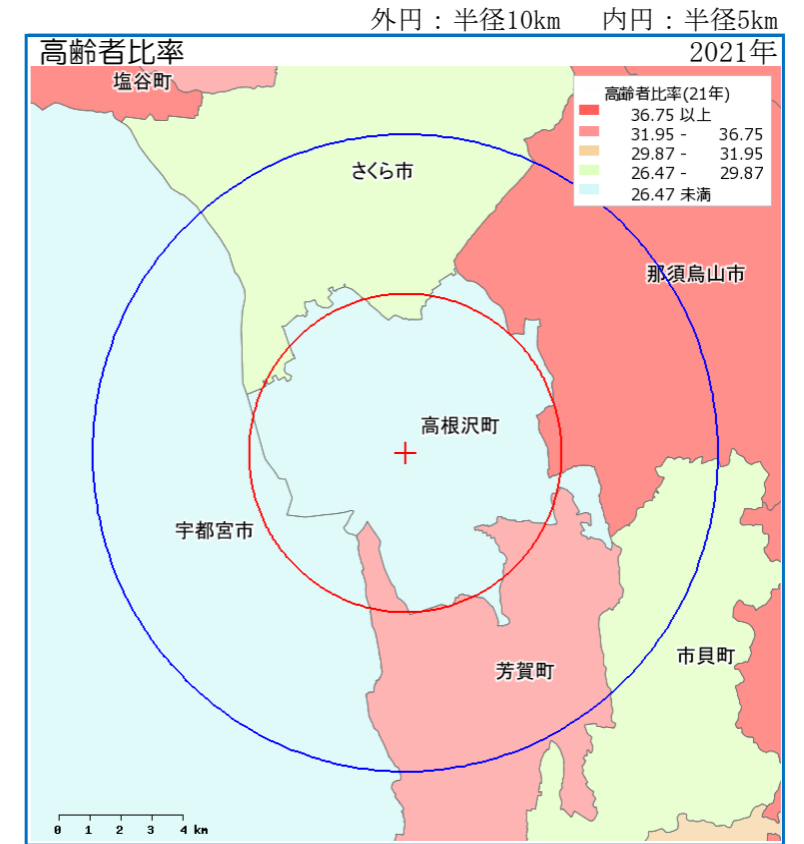 外円：半径10km　内円：半径5km
高齢者比率
2021年
塩谷町
高齢者比率(21年)
36.75 以上
31.95 - 36.75
29.87 - 31.95
26.47 - 29.87
26.47 未満
さくら市
那須烏山市
高根沢町
宇都宮市
市貝町
芳賀町
0 1 2 3 4 km